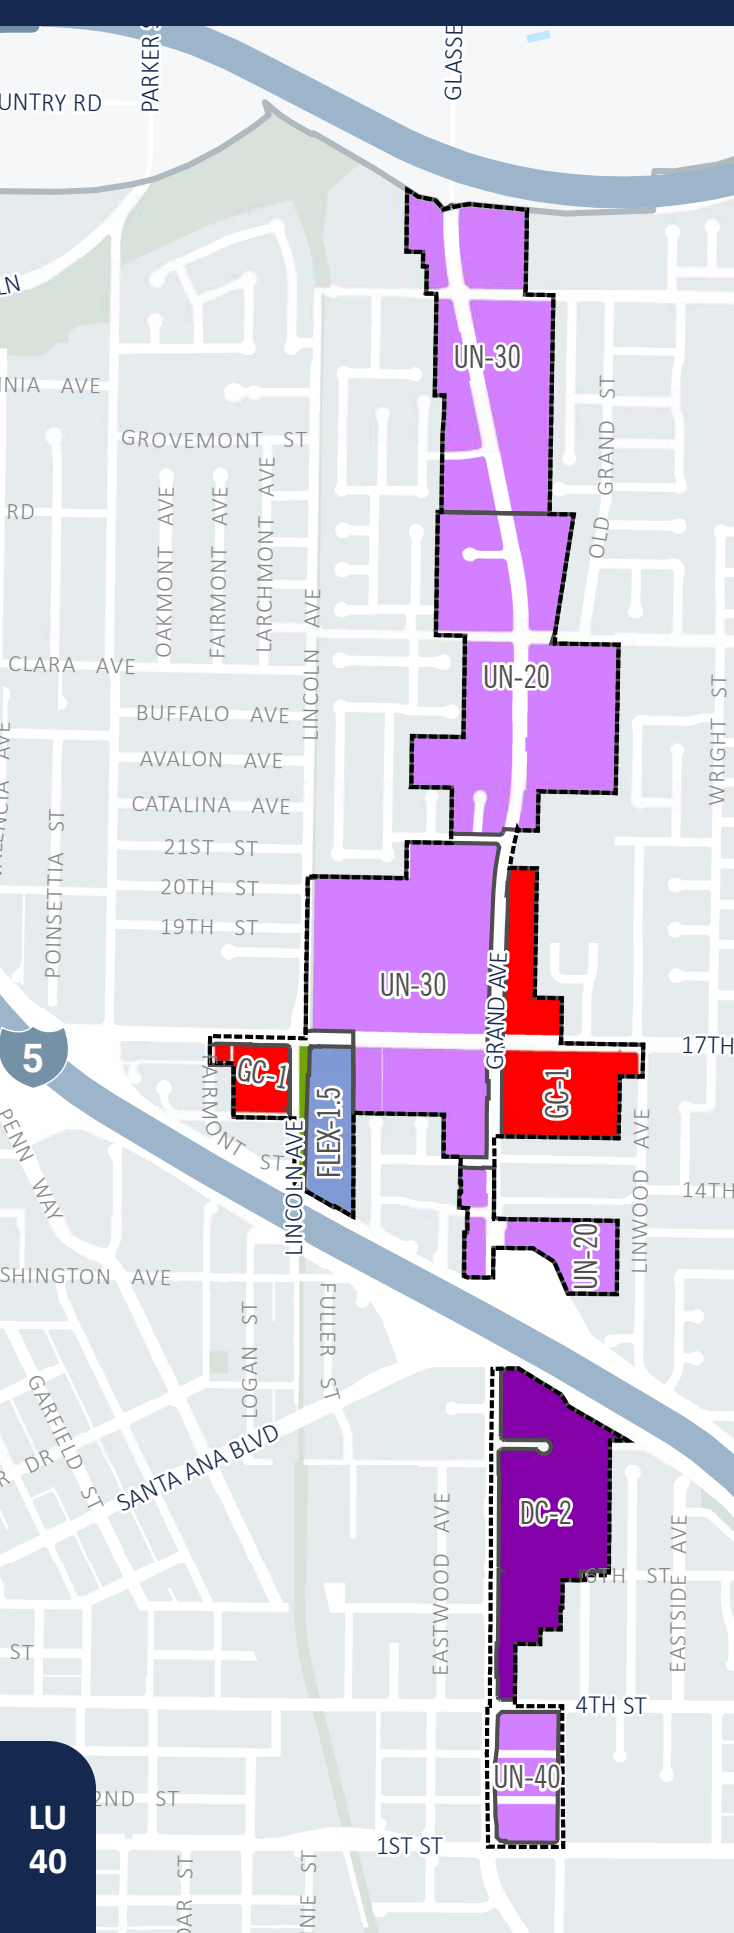 PARKER
GLASSE
UNTRY RD
LN
UN-30
NIA AVE
OLD GRAND ST
GROVEMONT ST
RD
OAKMONT AVE
FAIRMONT AVE
LARCHMONT AVE
LINCOLN AVE
CLARA AVE
UN-20
WRIGHT ST
BUFFALO AVE
AVALON AVE
CATALINA AVE
POINSETTIA ST
21ST ST
20TH ST
19TH ST
UN-30
GRAND AVE
5
17TH
GC-1
FAIRMONT ST
FLEX-1.5
GC-1
LINCOLN AVE
PENN WAY
LINWOOD AVE
14TH
UN-20
SHINGTON AVE
LOGAN ST
FULLER ST
GARFIELD ST
R DR
SANTA ANA BLVD
DC-2
EASTWOOD AVE
6TH ST
EASTSIDE AVE
ST
4TH ST
UN-40
2ND ST
1ST ST
LU
40
DAR ST
NIE ST